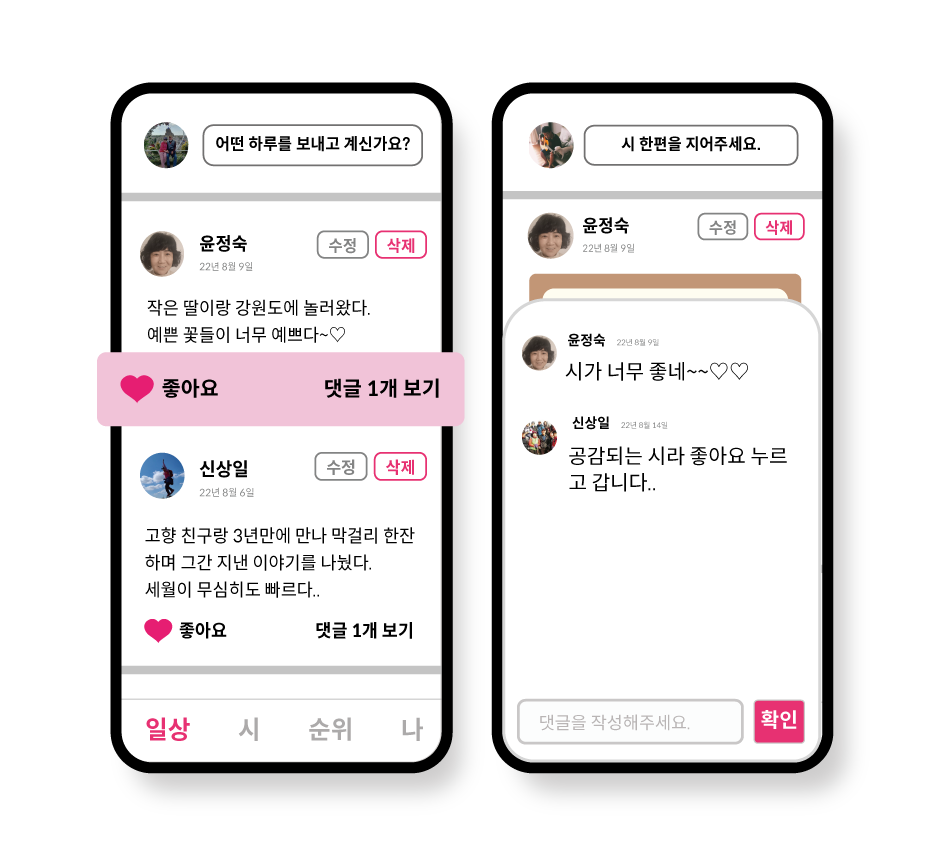 어떤 하루를 보내고 계신가요?
윤정숙
수정
삭제
22년 8월 9일
작은 딸이랑 강원도에 놀러왔다.
예쁜 꽃들이 너무 예쁘다~♡
좋아요
댓글 1개 보기
신상일
수정
삭제
22년 8월 6일
고향 친구랑 3년만에 만나 막걸리 한잔
하며 그간 지낸 이야기를 나눴다.
세월이 무심히도 빠르다..
좋아요
댓글 1개 보기
일상
시
순위
나
시 한편을 지어주세요.
윤정숙
수정
삭제
22년 8월 9일
윤정숙
22년 8월 9일
시가 너무 좋네~~♡♡
신상일
22년 8월 14일
공감되는 시라 좋아요 누르
고 갑니다..
댓글을 작성해주세요.
확인